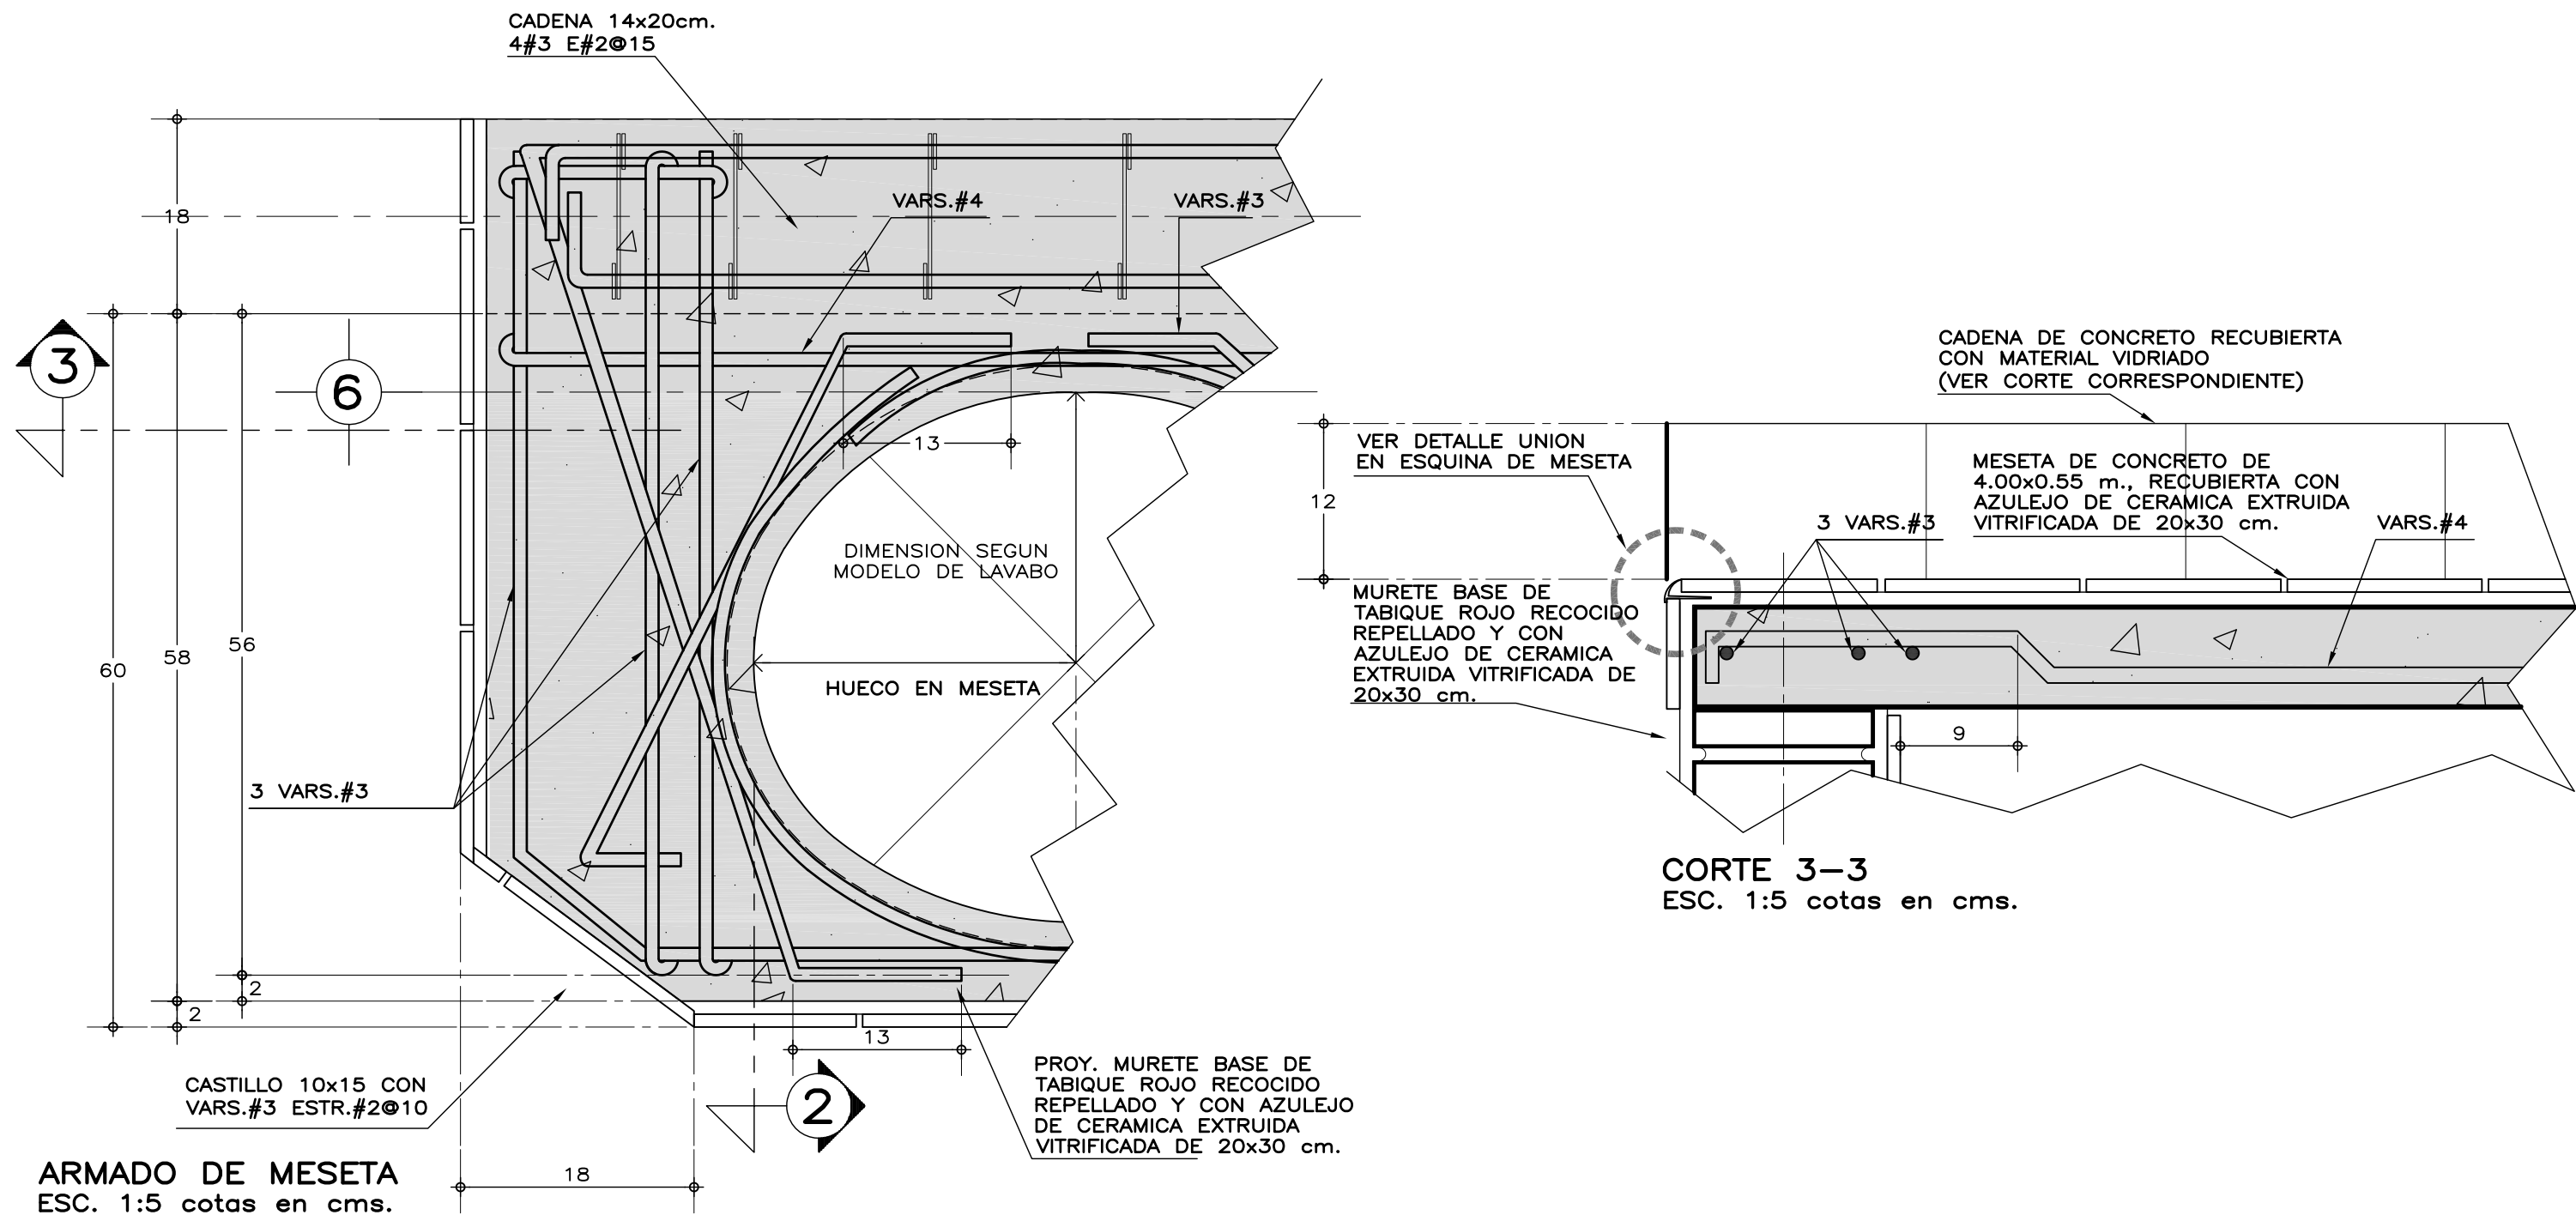 CADENA 14x20cm.
4#3 E#2@15
VARS.#4
VARS.#3
18
3
6
60
58
56
13
DIMENSION SEGUN
MODELO DE LAVABO
HUECO EN MESETA
3 VARS.#3
2
2
13
CASTILLO 10x15 CON
VARS.#3 ESTR.#2@10
2
PROY. MURETE BASE DE
TABIQUE ROJO RECOCIDO
REPELLADO Y CON AZULEJO
DE CERAMICA EXTRUIDA
VITRIFICADA DE 20x30 cm.
18
ARMADO DE MESETA
ESC. 1:5 cotas en cms.
CADENA DE CONCRETO RECUBIERTA
CON MATERIAL VIDRIADO
(VER CORTE CORRESPONDIENTE)
VER DETALLE UNION
EN ESQUINA DE MESETA
12
MESETA DE CONCRETO DE
4.00x0.55 m., RECUBIERTA CON
AZULEJO DE CERAMICA EXTRUIDA
VITRIFICADA DE 20x30 cm.
3 VARS.#3
VARS.#4
MURETE BASE DE
TABIQUE ROJO RECOCIDO
REPELLADO Y CON
AZULEJO DE CERAMICA
EXTRUIDA VITRIFICADA DE
20x30 cm.
9
CORTE 3-3
ESC. 1:5 cotas en cms.